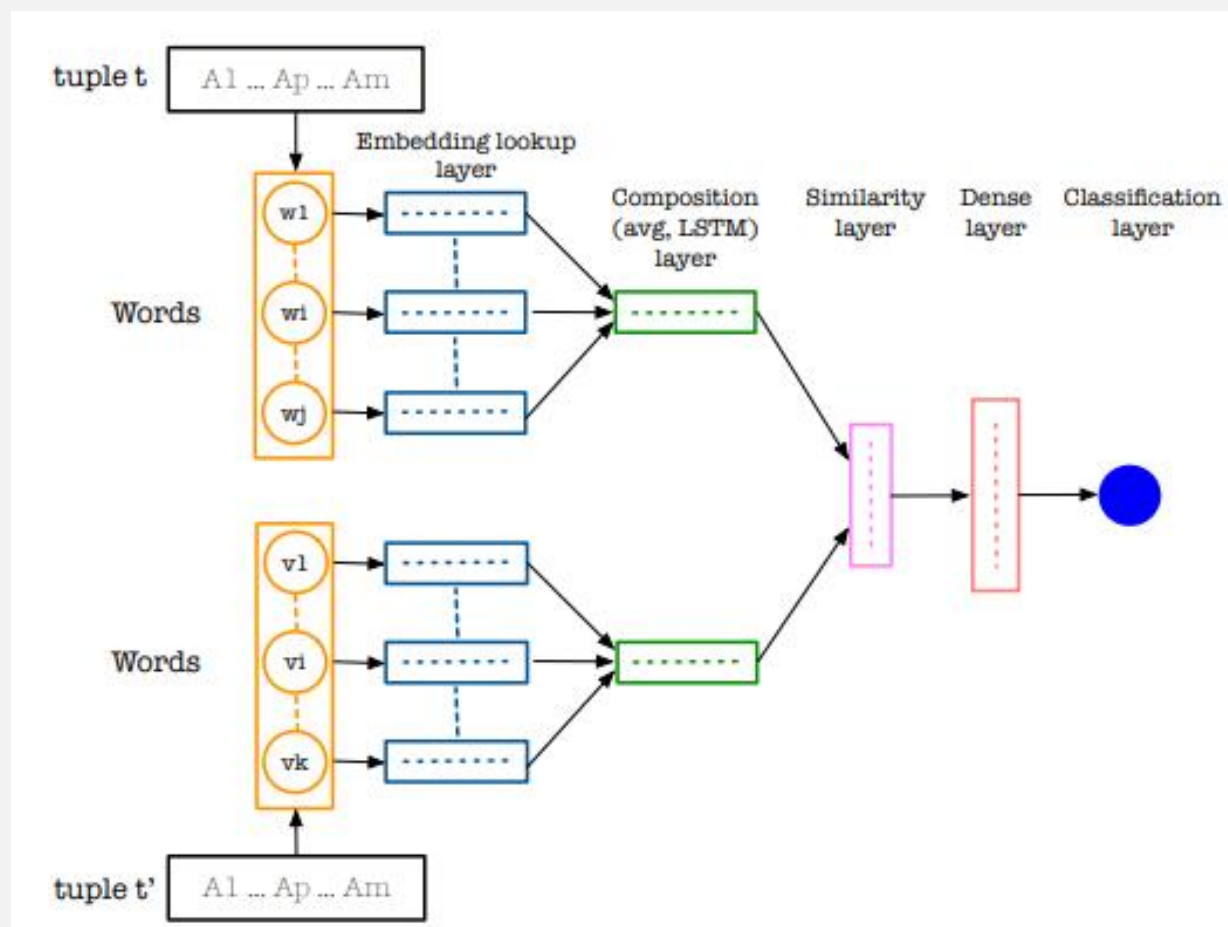 tuple t
A1 ... Ap ... Am
Embedding lookup
layer
Composition
(avg, LSTM)
layer
Similarity
layer
Dense
layer
Classification
layer
w1
Words
wi
wj
v1
Words
vi
vk
tuple t’
A1 ... Ap ... Am